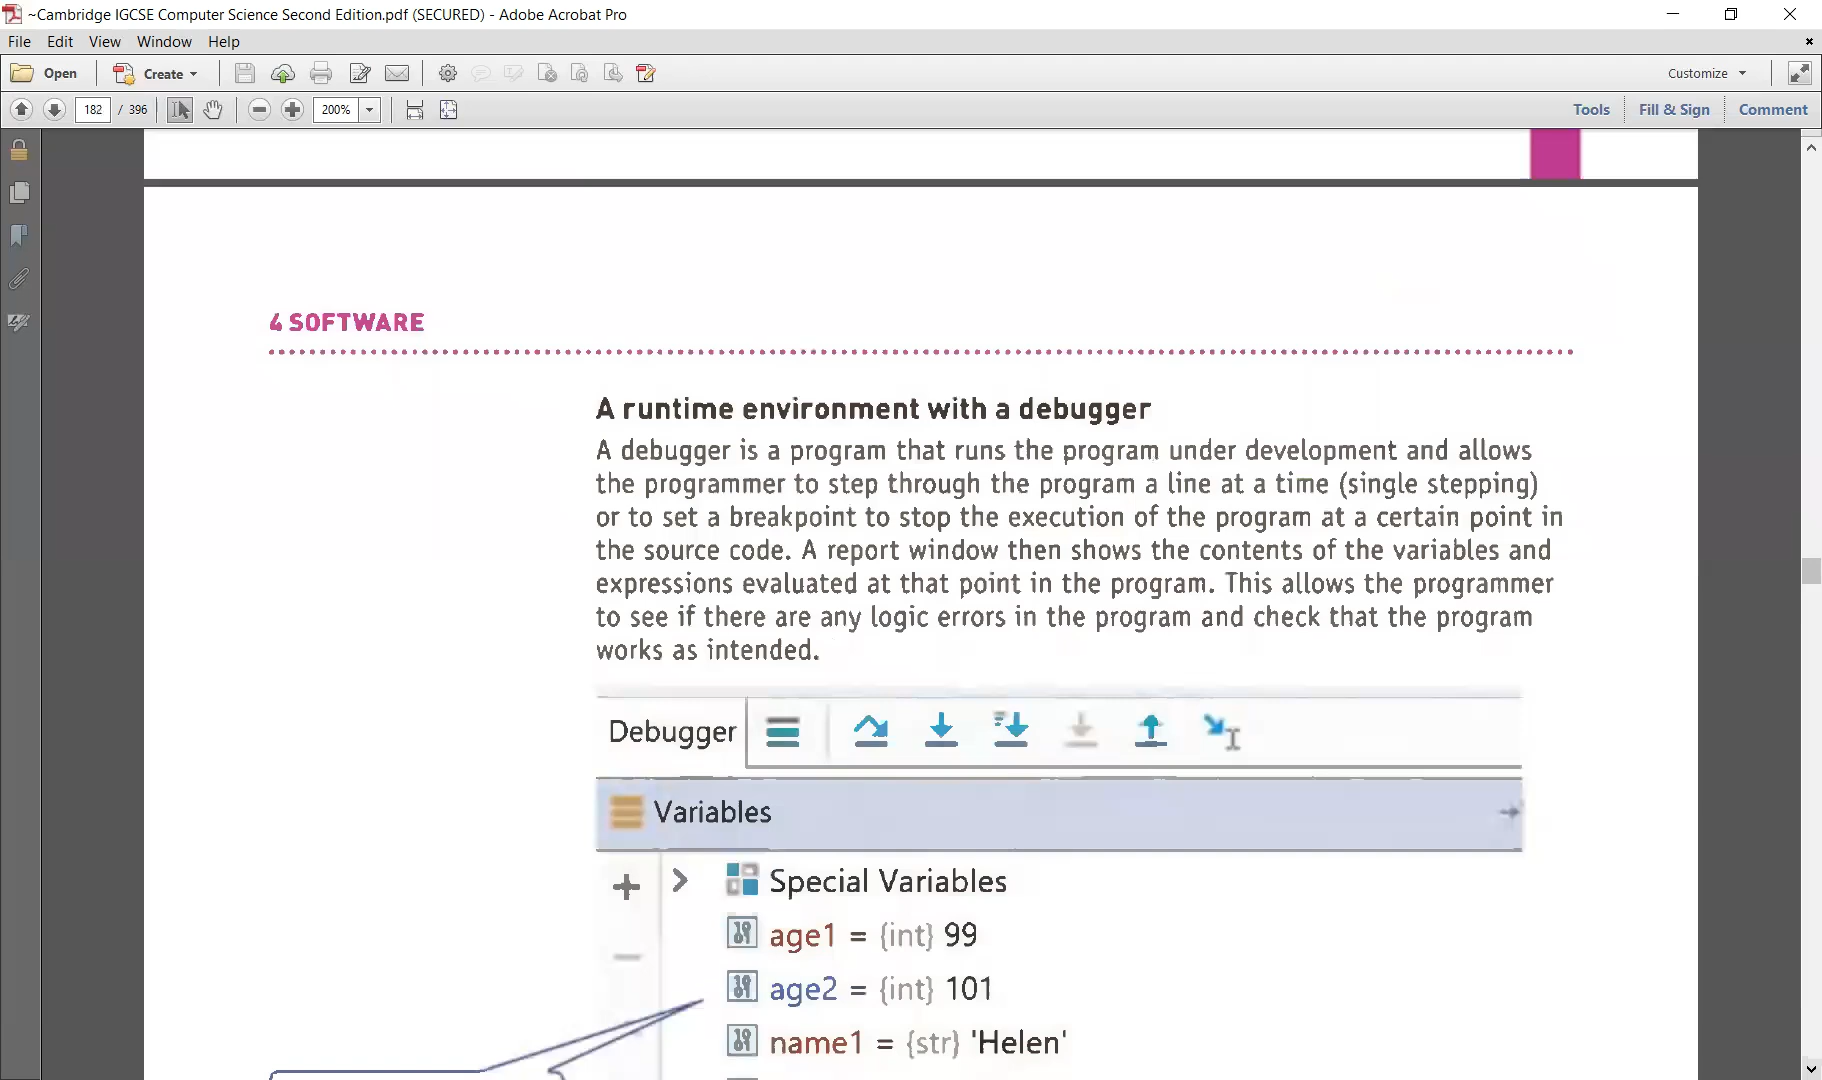 ~Cambridge IGCSE Computer Science Second Edition.pdf (SECURED) - Adobe Acrobat Pro
File Edit View Window Help
Open Create Customize
182 / 396 200% Tools Fill & Sign Comment
4 SOFTWARE
A runtime environment with a debugger
A debugger is a program that runs the program under development and allows
the programmer to step through the program a line at a time (single stepping)
or to set a breakpoint to stop the execution of the program at a certain point in
the source code. A report window then shows the contents of the variables and
expressions evaluated at that point in the program. This allows the programmer
to see if there are any logic errors in the program and check that the program
works as intended.
Debugger
Variables
Special Variables
age1 = {int} 99
age2 = {int} 101
name1 = {str} 'Helen'